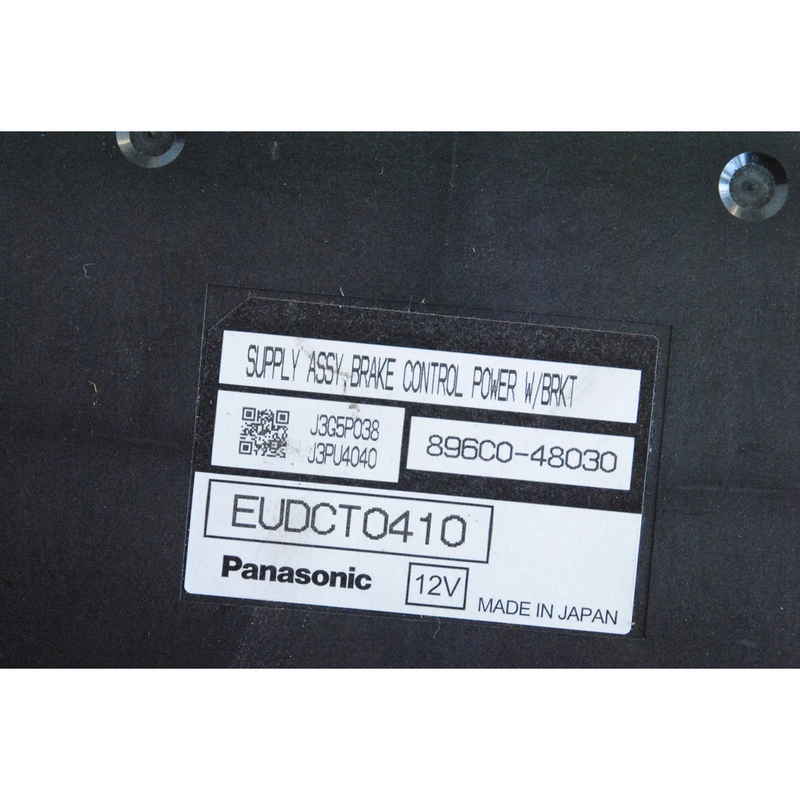 SUPPLY ASSY,BRAKE CONTROL POWER W/BRKT
J3G5P038
J3PU4040
896C0-48030
EUDCT0410
Panasonic
12V
MADE IN JAPAN